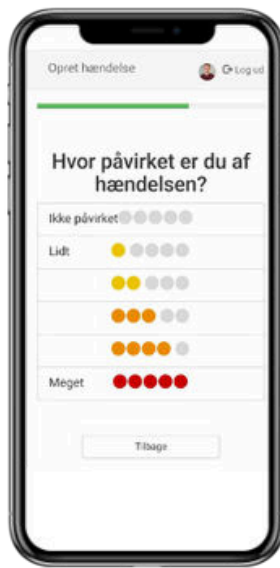 Opret hændelse
Log ud
Hvor påvirket er du af
hændelsen?
Ikke påvirket
Lidt
Meget
Tilbage